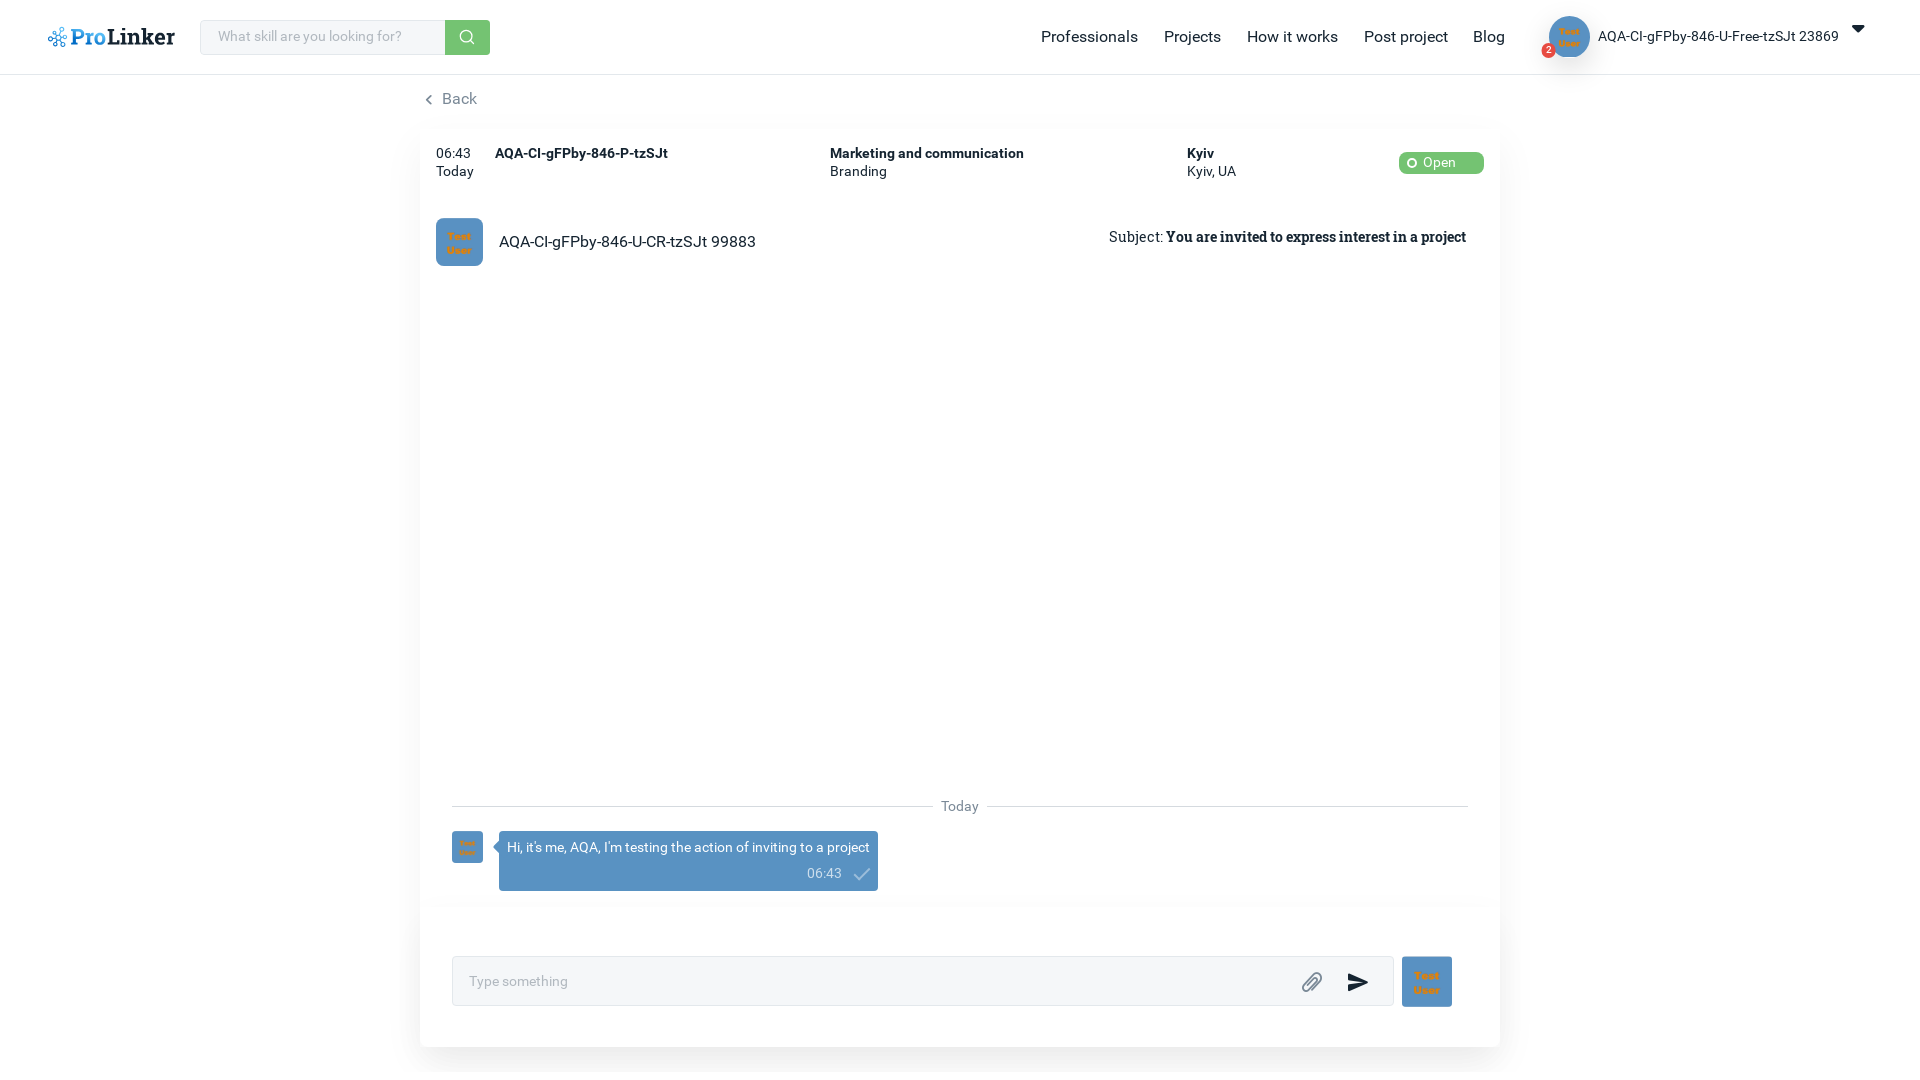 ProLinker
What skill are you looking for?
Professionals
Projects
How it works
Post project
Blog
Test
User
2
AQA-CI-gFPby-846-U-Free-tzSJt 23869
Back
06:43
Today
AQA-CI-gFPby-846-P-tzSJt
Marketing and communication
Branding
Kyiv
Kyiv, UA
Open
Test
User
AQA-CI-gFPby-846-U-CR-tzSJt 99883
Subject: You are invited to express interest in a project
Today
Test
User
Hi, it's me, AQA, I'm testing the action of inviting to a project
06:43
Type something
Test
User